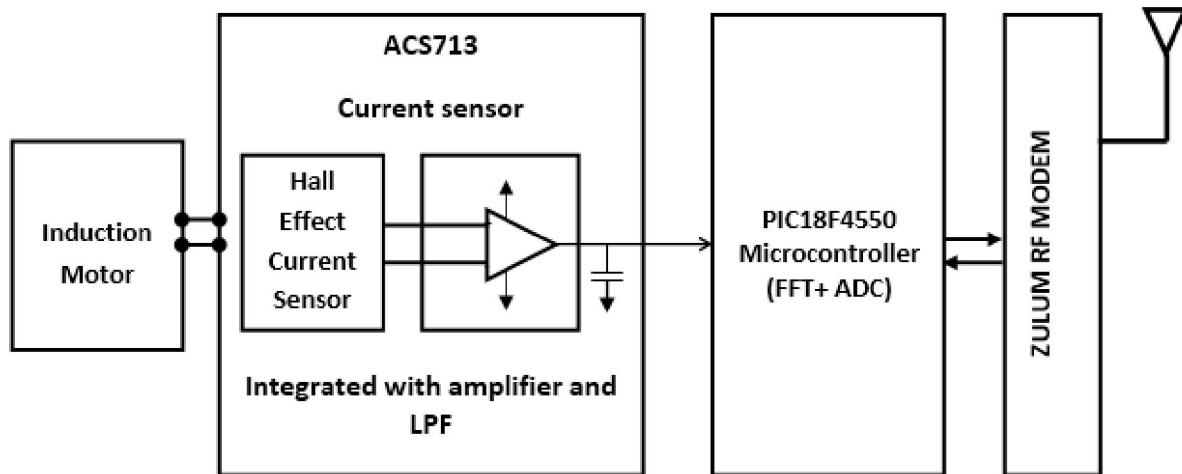 Induction
Motor
ACS713
Current sensor
Hall
Effect
Current
Sensor
Integrated with amplifier and
LPF
PIC18F4550
Microcontroller
(FFT+ ADC)
ZULUM RF MODEM